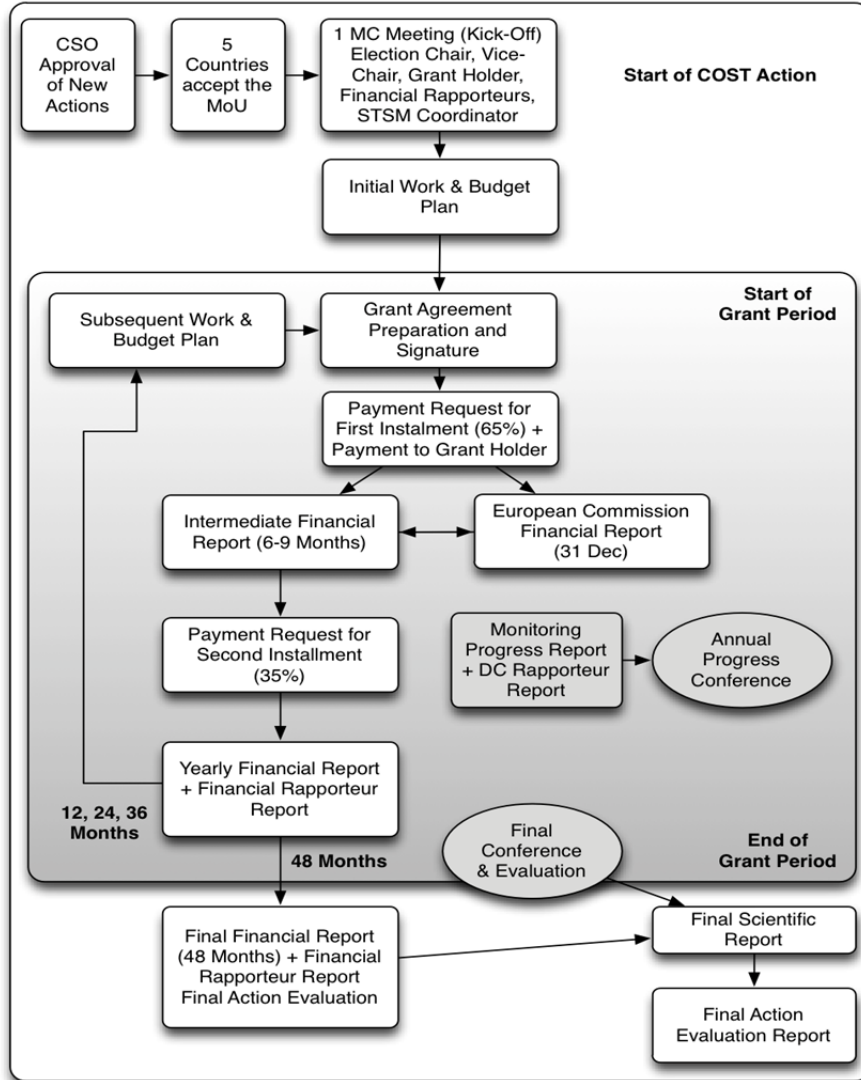 CSO
Approval
of New
Actions
5
Countries
accept the
MoU
1 MC Meeting (Kick-Off)
Election Chair, Vice-
Chair, Grant Holder,
Financial Rapporteurs,
STSM Coordinator
Start of COST Action
Initial Work & Budget
Plan
Start of
Grant Period
Subsequent Work &
Budget Plan
Grant Agreement
Preparation and
Signature
Payment Request for
First Instalment (65%) +
Payment to Grant Holder
Intermediate Financial
Report (6-9 Months)
European Commission
Financial Report
(31 Dec)
Payment Request for
Second Installment
(35%)
Monitoring
Progress Report
+ DC Rapporteur
Report
Annual
Progress
Conference
Yearly Financial Report
+ Financial Rapporteur
Report
12, 24, 36
Months
48 Months
Final
Conference
& Evaluation
End of
Grant Period
Final Financial Report
(48 Months) + Financial
Rapporteur Report
Final Action Evaluation
Final Scientific
Report
Final Action
Evaluation Report